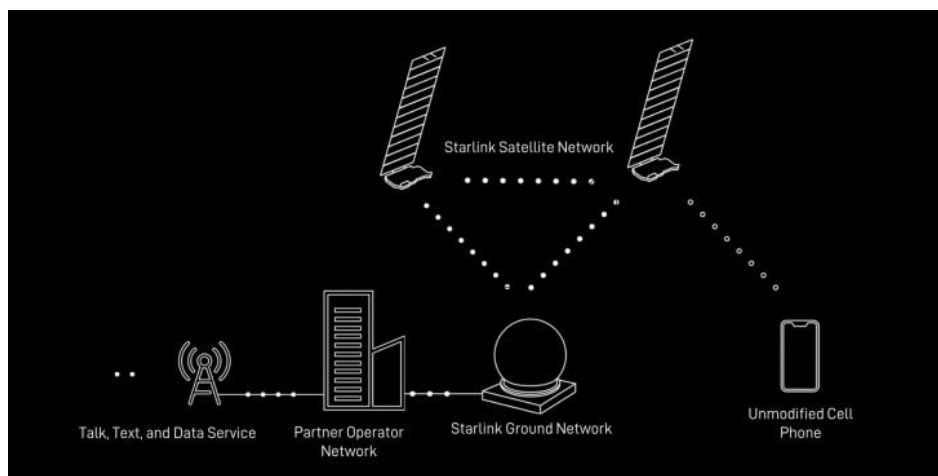 Starlink Satellite Network
Talk, Text, and Data Service
Partner Operator
Network
Starlink Ground Network
Unmodified Cell
Phone